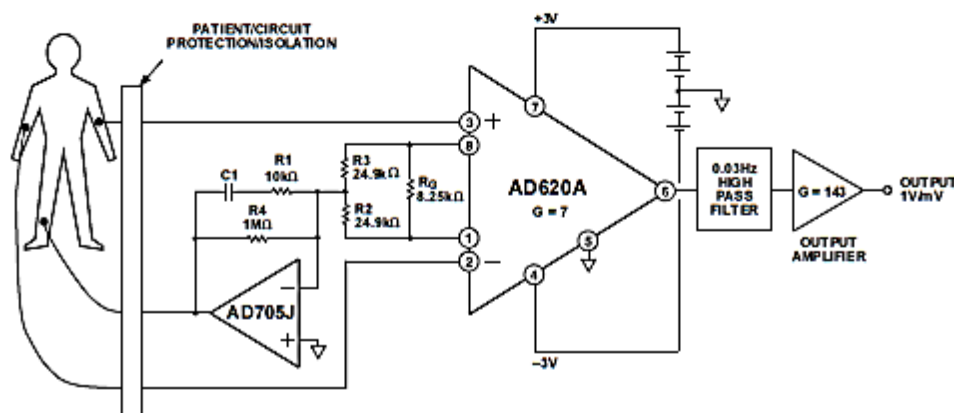 PATIENT/CIRCUIT
PROTECTION/ISOLATION
+3V
3
+
8
7
R1
10kΩ
C1
R3
24.9kΩ
RG
8.25kΩ
R4
1MΩ
R2
24.9kΩ
AD620A
G = 7
6
0.03Hz
HIGH
PASS
FILTER
G = 143
OUTPUT
1V/mV
OUTPUT
AMPLIFIER
1
2
–
5
4
AD705J
–
+
–3V